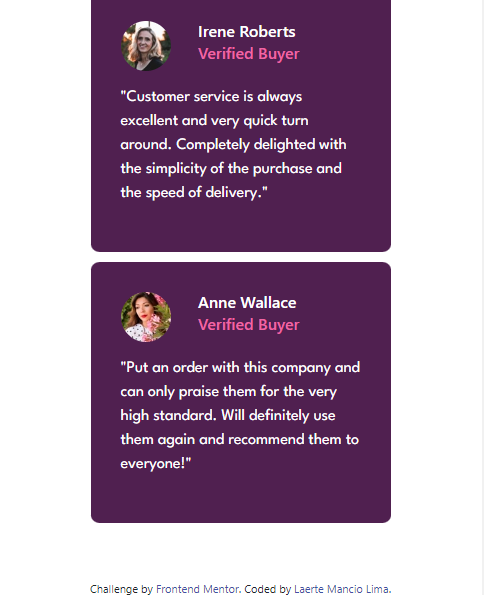 Irene Roberts
Verified Buyer
"Customer service is always
excellent and very quick turn
around. Completely delighted with
the simplicity of the purchase and
the speed of delivery."
Anne Wallace
Verified Buyer
"Put an order with this company and
can only praise them for the very
high standard. Will definitely use
them again and recommend them to
everyone!"
Challenge by Frontend Mentor. Coded by Laerte Mancio Lima.